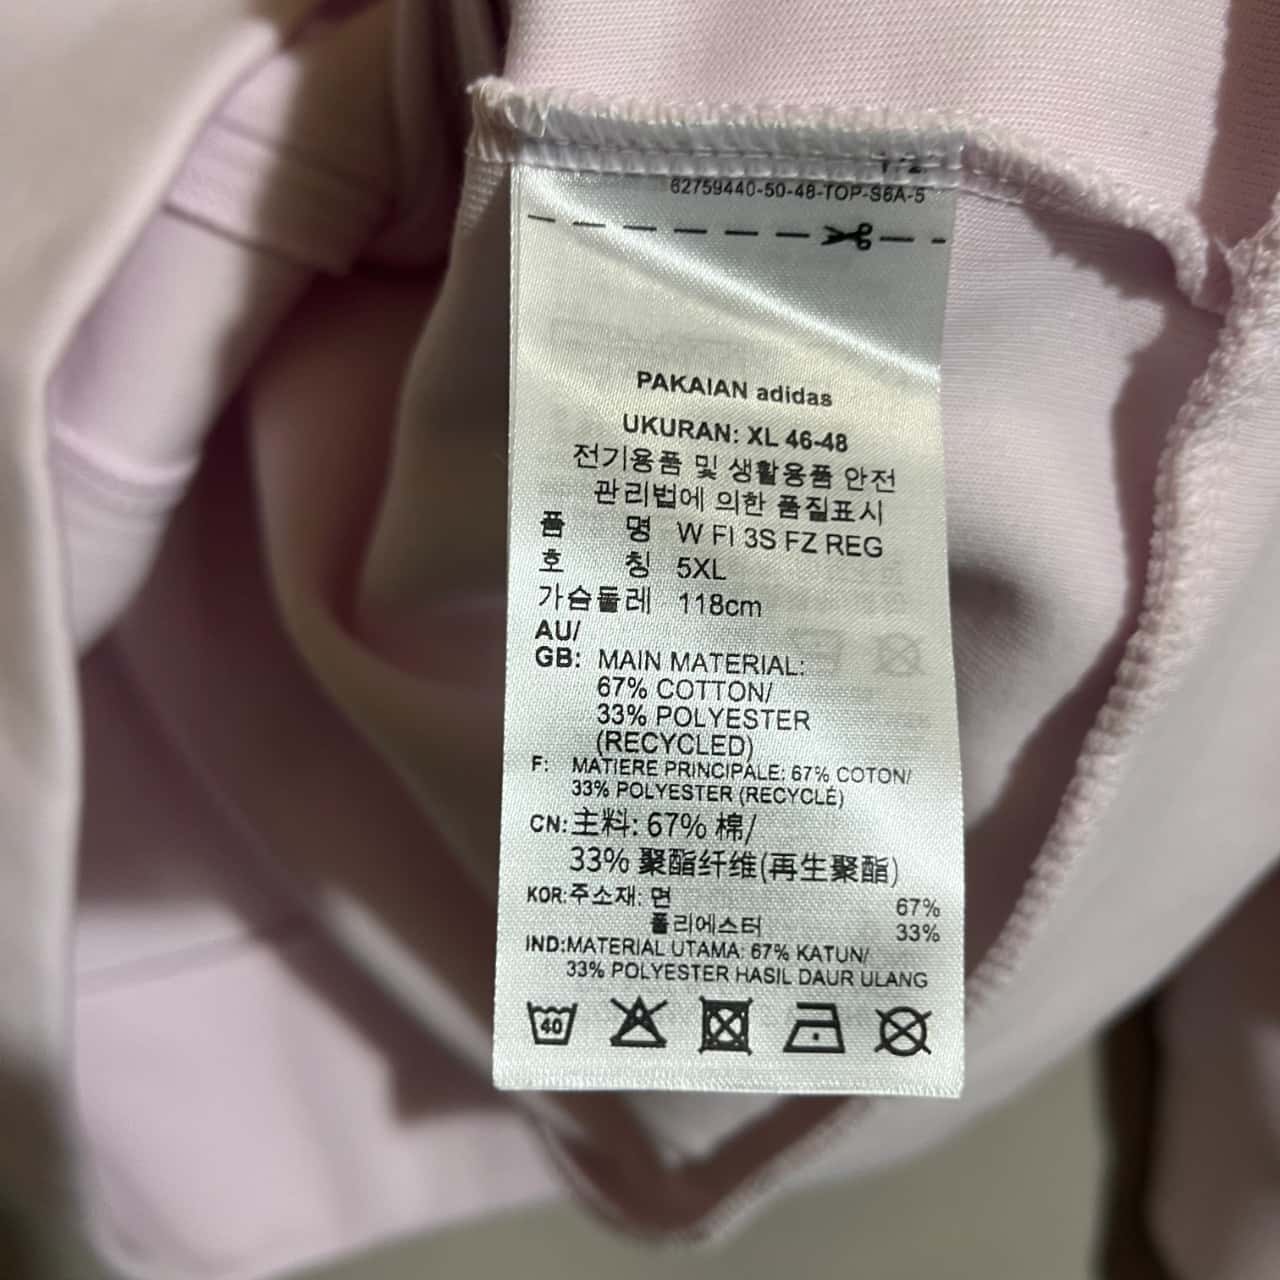 62759440-50-48-TOP-S6A-5
PAKAIAN adidas
UKURAN: XL 46-48
전기용품 및 생활용품 안전
관리법에 의한 품질표시
품 명 W FI 3S FZ REG
호 칭 5XL
가슴둘레 118cm
AU/
GB: MAIN MATERIAL:
67% COTTON/
33% POLYESTER
(RECYCLED)
F: MATIERE PRINCIPALE: 67% COTON/
33% POLYESTER (RECYCLÉ)
CN: 主料: 67% 棉/
33% 聚酯纤维(再生聚酯)
KOR: 주소재: 면 67%
폴리에스터 33%
IND: MATERIAL UTAMA: 67% KATUN/
33% POLYESTER HASIL DAUR ULANG
40